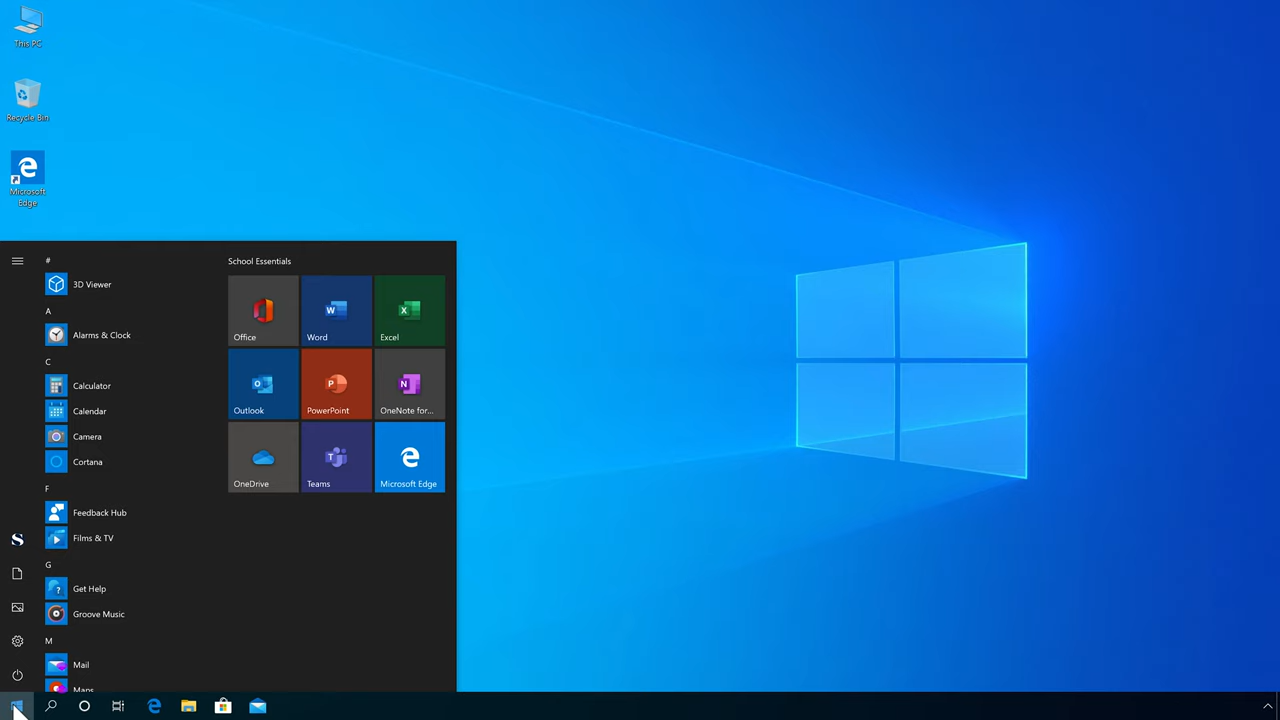 This PC
Recycle Bin
Microsoft
Edge
#
3D Viewer
A
Alarms & Clock
C
Calculator
Calendar
Camera
Cortana
F
Feedback Hub
Films & TV
G
Get Help
Groove Music
M
Mail
Maps
School Essentials
Office
Word
Excel
Outlook
PowerPoint
OneNote for...
OneDrive
Teams
Microsoft Edge